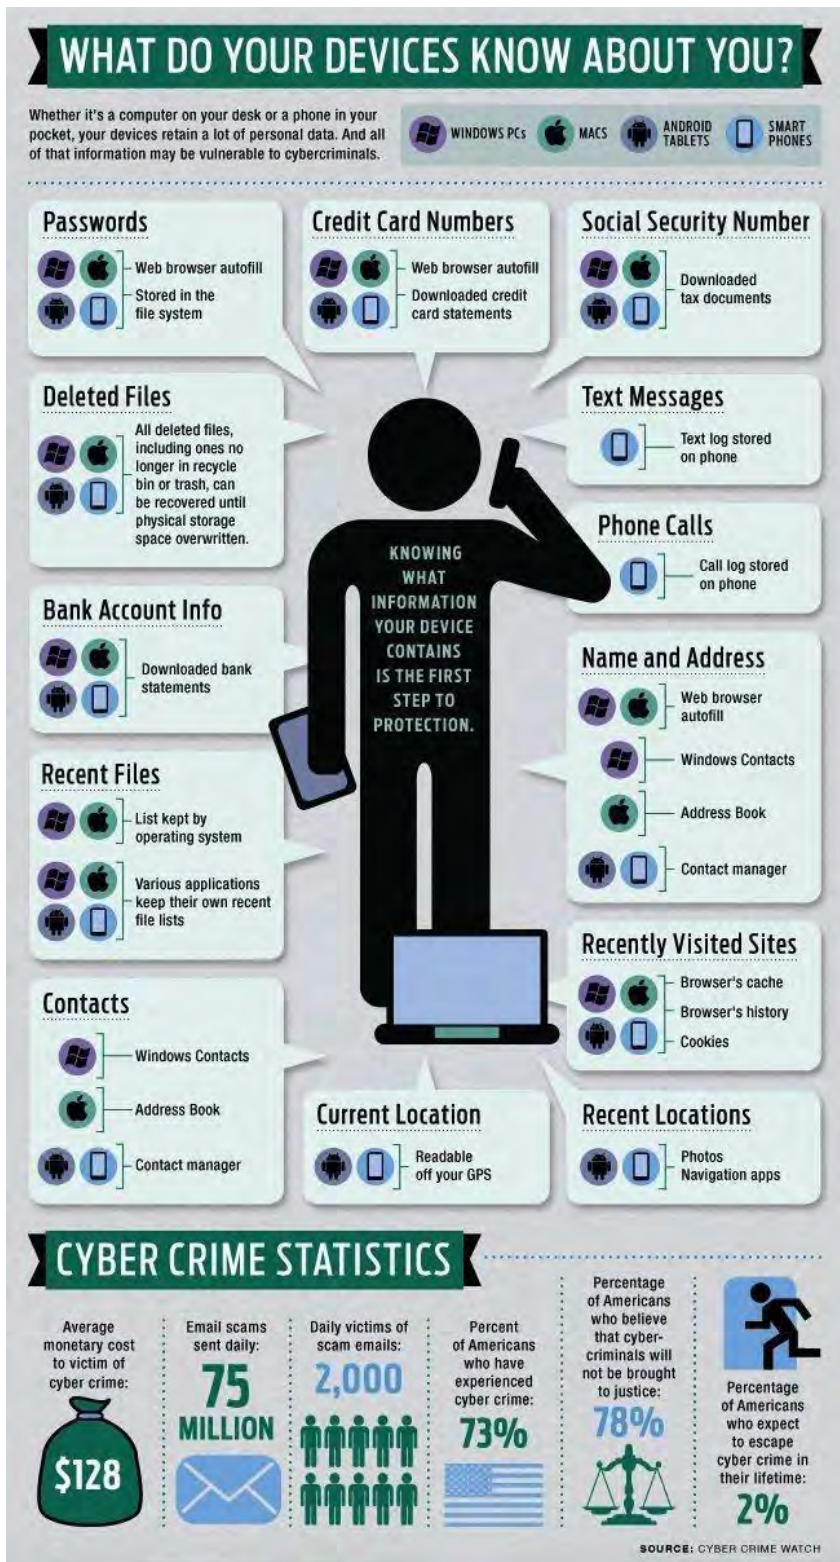 WHAT DO YOUR DEVICES KNOW ABOUT YOU?
Whether it's a computer on your desk or a phone in your
pocket, your devices retain a lot of personal data. And all
of that information may be vulnerable to cybercriminals.
WINDOWS PCs
MACS
ANDROID
TABLETS
SMART
PHONES
Passwords
Web browser autofill
Stored in the
file system
Credit Card Numbers
Web browser autofill
Downloaded credit
card statements
Social Security Number
Downloaded
tax documents
Deleted Files
All deleted files,
including ones no
longer in recycle
bin or trash, can
be recovered until
physical storage
space overwritten.
Text Messages
Text log stored
on phone
Phone Calls
Call log stored
on phone
KNOWING
WHAT
INFORMATION
YOUR DEVICE
CONTAINS
IS THE FIRST
STEP TO
PROTECTION.
Bank Account Info
Downloaded bank
statements
Name and Address
Web browser
autofill
Windows Contacts
Address Book
Contact manager
Recent Files
List kept by
operating system
Various applications
keep their own recent
file lists
Recently Visited Sites
Browser's cache
Browser's history
Cookies
Contacts
Windows Contacts
Address Book
Contact manager
Current Location
Readable
off your GPS
Recent Locations
Photos
Navigation apps
CYBER CRIME STATISTICS
Average
monetary cost
to victim of
cyber crime:
$128
Email scams
sent daily:
75
MILLION
Daily victims of
scam emails:
2,000
Percent
of Americans
who have
experienced
cyber crime:
73%
Percentage
of Americans
who believe
that cyber-
criminals will
not be brought
to justice:
78%
Percentage
of Americans
who expect
to escape
cyber crime in
their lifetime:
2%
SOURCE: CYBER CRIME WATCH